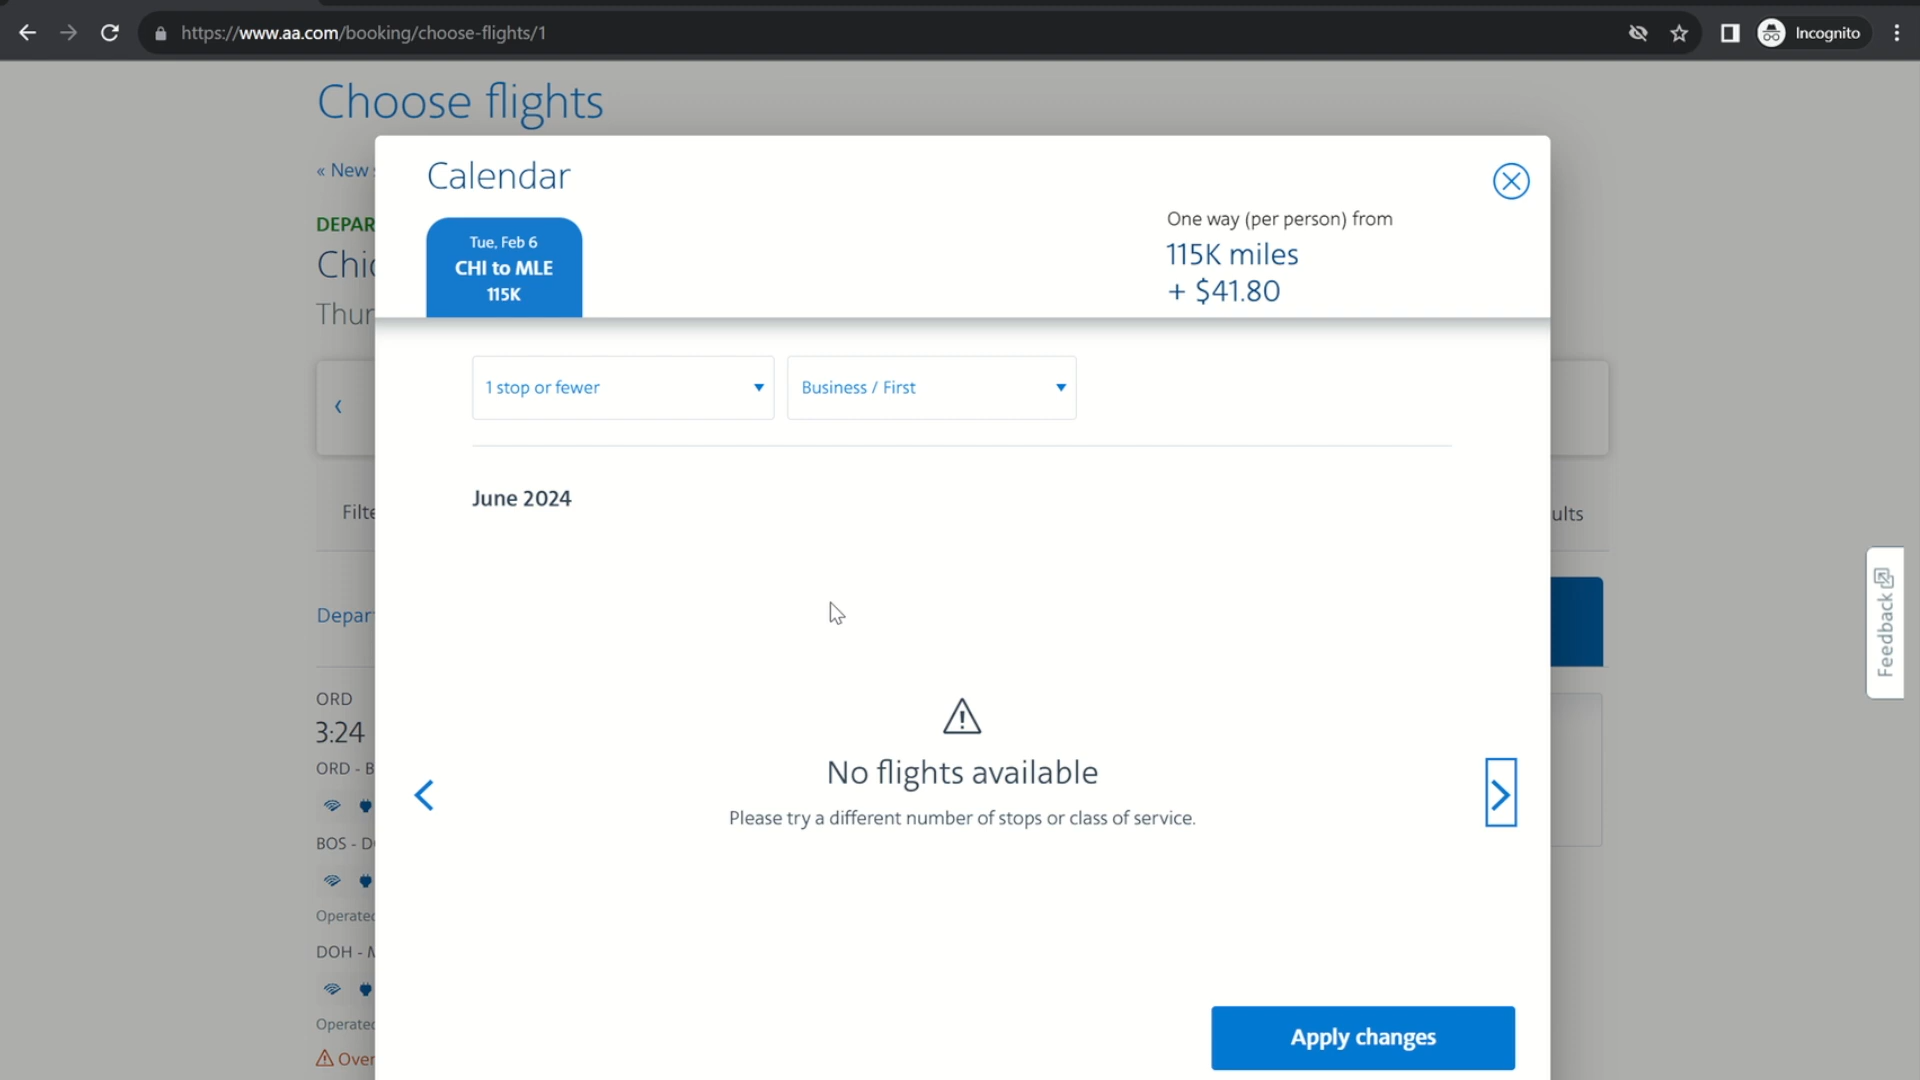 https://www.aa.com/booking/choose-flights/1
Incognito
Choose flights
« New
DEPAR
Chic
Thur
Calendar
Tue, Feb 6
CHI to MLE
115K
One way (per person) from
115K miles
+ $41.80
1 stop or fewer
Business / First
June 2024
Filte
ults
Depar
ORD
3:24
ORD - B
BOS - D
Operated
DOH - M
Operated
Over
No flights available
Please try a different number of stops or class of service.
Apply changes
Feedback